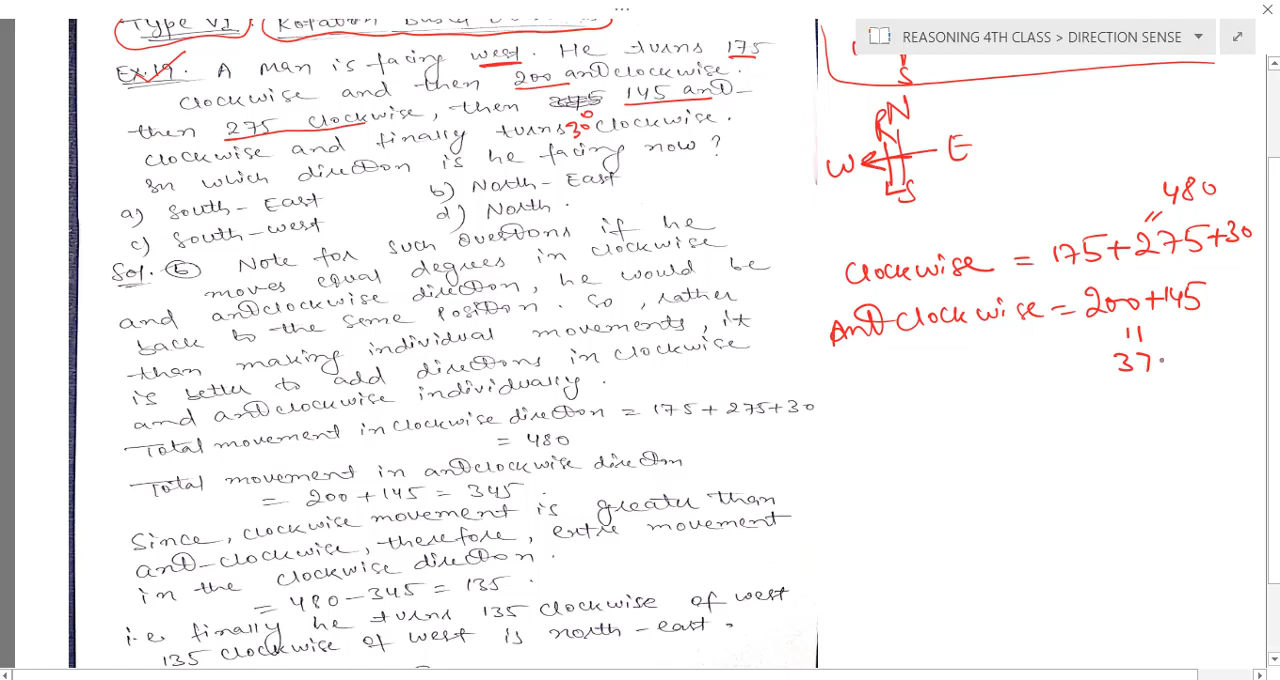 Type VI : Rotation
Ex.19. A man is facing west. He turns 175
clockwise and then 200 anticlockwise.
then 275 clockwise, then 145 anti-
clockwise and finally turns 30 clockwise.
In which direction is he facing now?
a) South-East b) North-East
c) South-west d) North.
Sol. b Note for such Questions if he
moves equal degrees in clockwise
and anticlockwise direction, he would be
back to the same position. So, rather
than making individual movements, it
is better to add directions in clockwise
and anticlockwise individually.
Total movement in clockwise direction = 175+275+30
= 480
Total movement in anticlockwise direction
= 200+145 = 345.
Since, clockwise movement is greater than
anti-clockwise, therefore, entire movement
in the clockwise direction.
= 480-345 = 135.
i.e. finally he turns 135 clockwise of west
135 clockwise of west is north-east.
REASONING 4TH CLASS > DIRECTION SENSE
S
N
R
W E
L S
480
"
clockwise = 175+275+30
Anticlockwise = 200+145
"
37